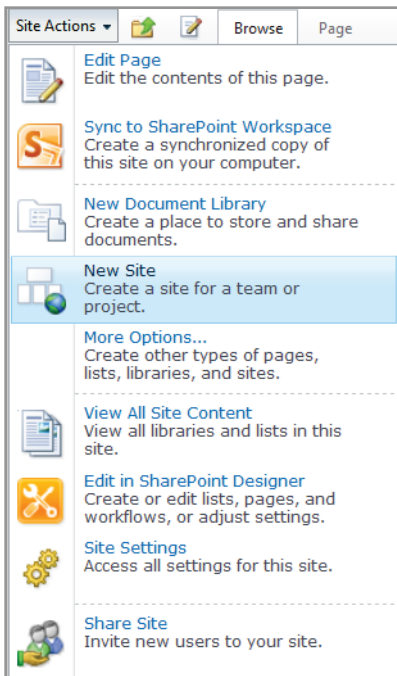 Site Actions Browse Page
Edit Page
Edit the contents of this page.
Sync to SharePoint Workspace
Create a synchronized copy of
this site on your computer.
New Document Library
Create a place to store and share
documents.
New Site
Create a site for a team or
project.
More Options...
Create other types of pages,
lists, libraries, and sites.
View All Site Content
View all libraries and lists in this
site.
Edit in SharePoint Designer
Create or edit lists, pages, and
workflows, or adjust settings.
Site Settings
Access all settings for this site.
Share Site
Invite new users to your site.